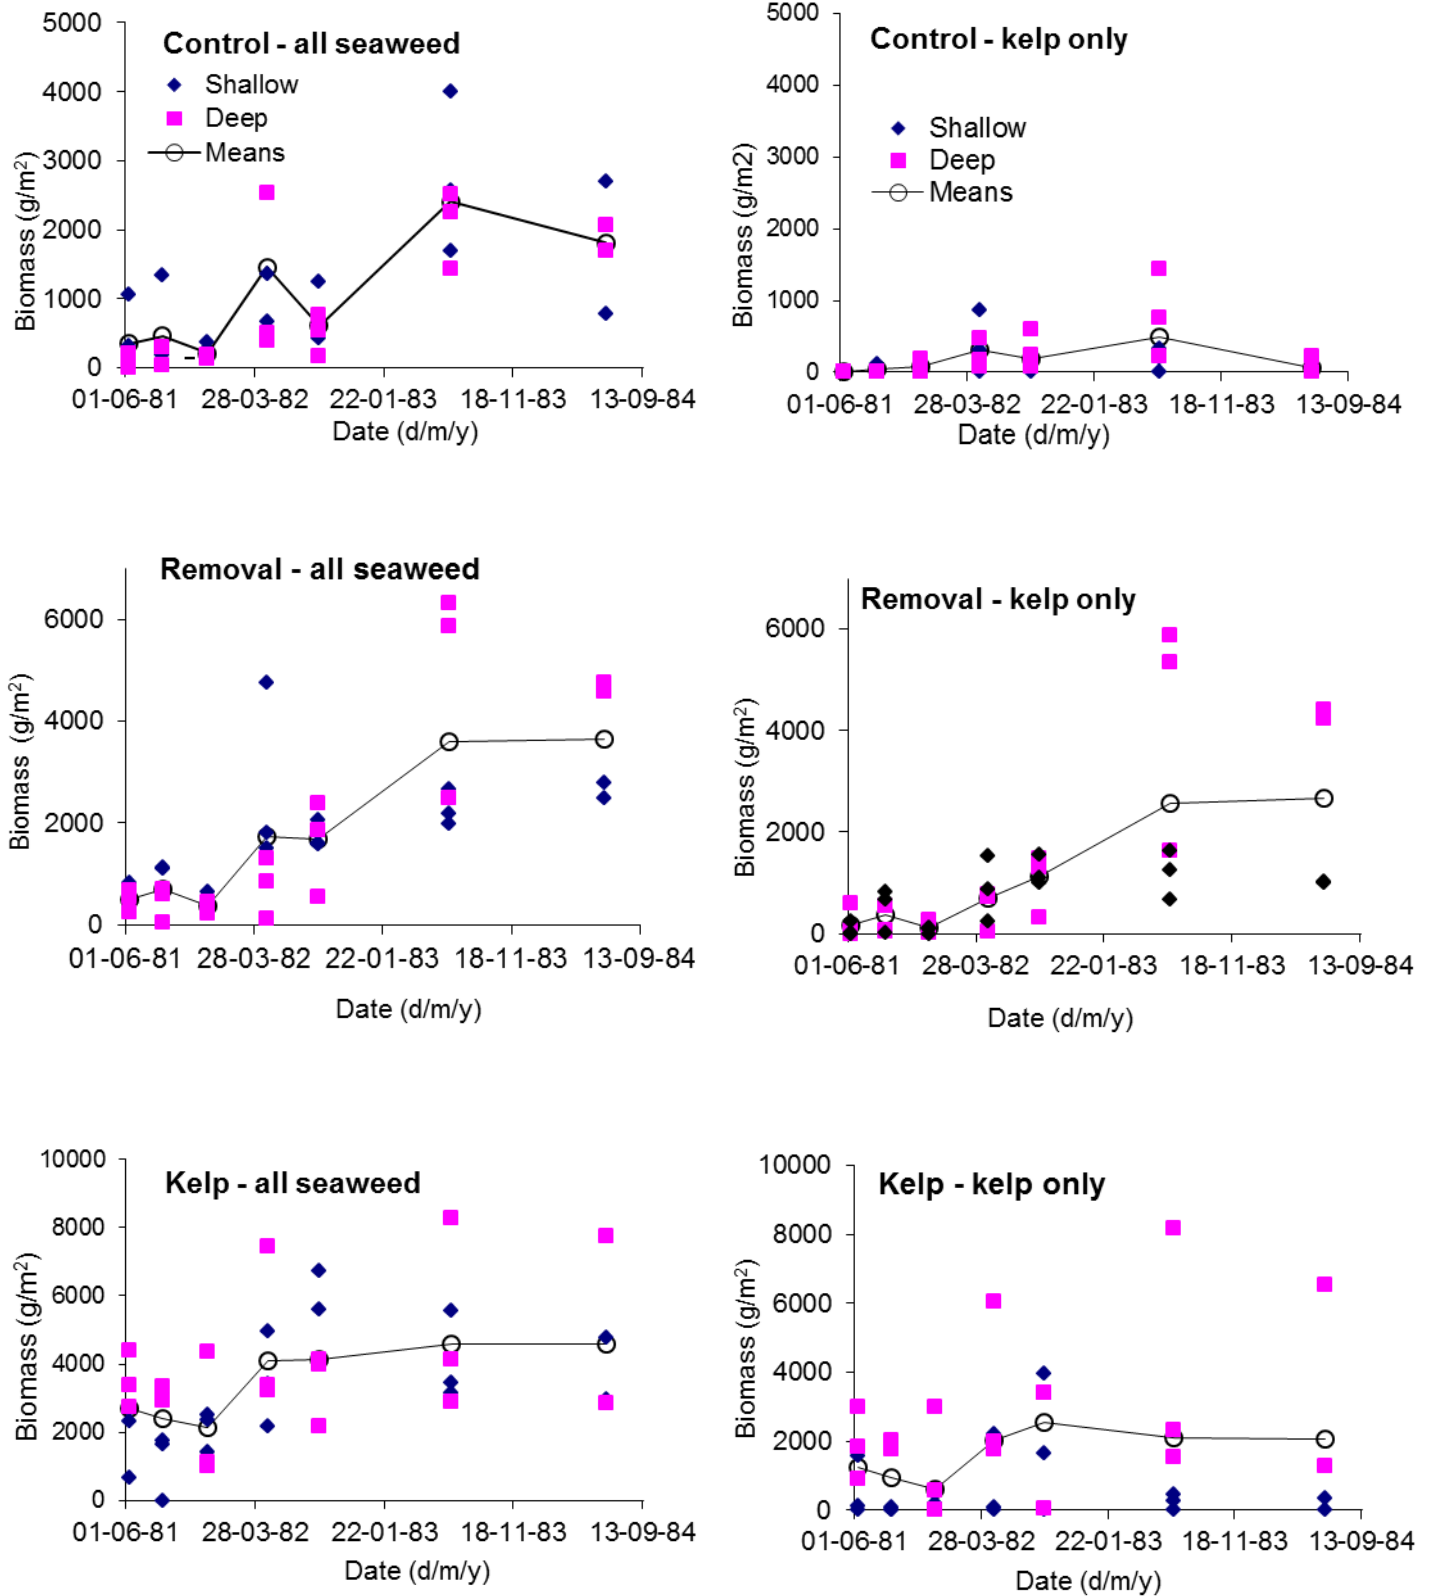 Control - all seaweed
Shallow
Deep
Means
Biomass (g/m²)
5000
4000
3000
2000
1000
0
01-06-81 28-03-82 22-01-83 18-11-83 13-09-84
Date (d/m/y)
Control - kelp only
Shallow
Deep
Means
Biomass (g/m2)
5000
4000
3000
2000
1000
0
01-06-81 28-03-82 22-01-83 18-11-83 13-09-84
Date (d/m/y)
Removal - all seaweed
Biomass (g/m²)
6000
4000
2000
0
01-06-81 28-03-82 22-01-83 18-11-83 13-09-84
Date (d/m/y)
Removal - kelp only
Biomass (g/m²)
6000
4000
2000
0
01-06-81 28-03-82 22-01-83 18-11-83 13-09-84
Date (d/m/y)
Kelp - all seaweed
Biomass (g/m²)
10000
8000
6000
4000
2000
0
01-06-81 28-03-82 22-01-83 18-11-83 13-09-84
Date (d/m/y)
Kelp - kelp only
Biomass (g/m²)
10000
8000
6000
4000
2000
0
01-06-81 28-03-82 22-01-83 18-11-83 13-09-84
Date (d/m/y)